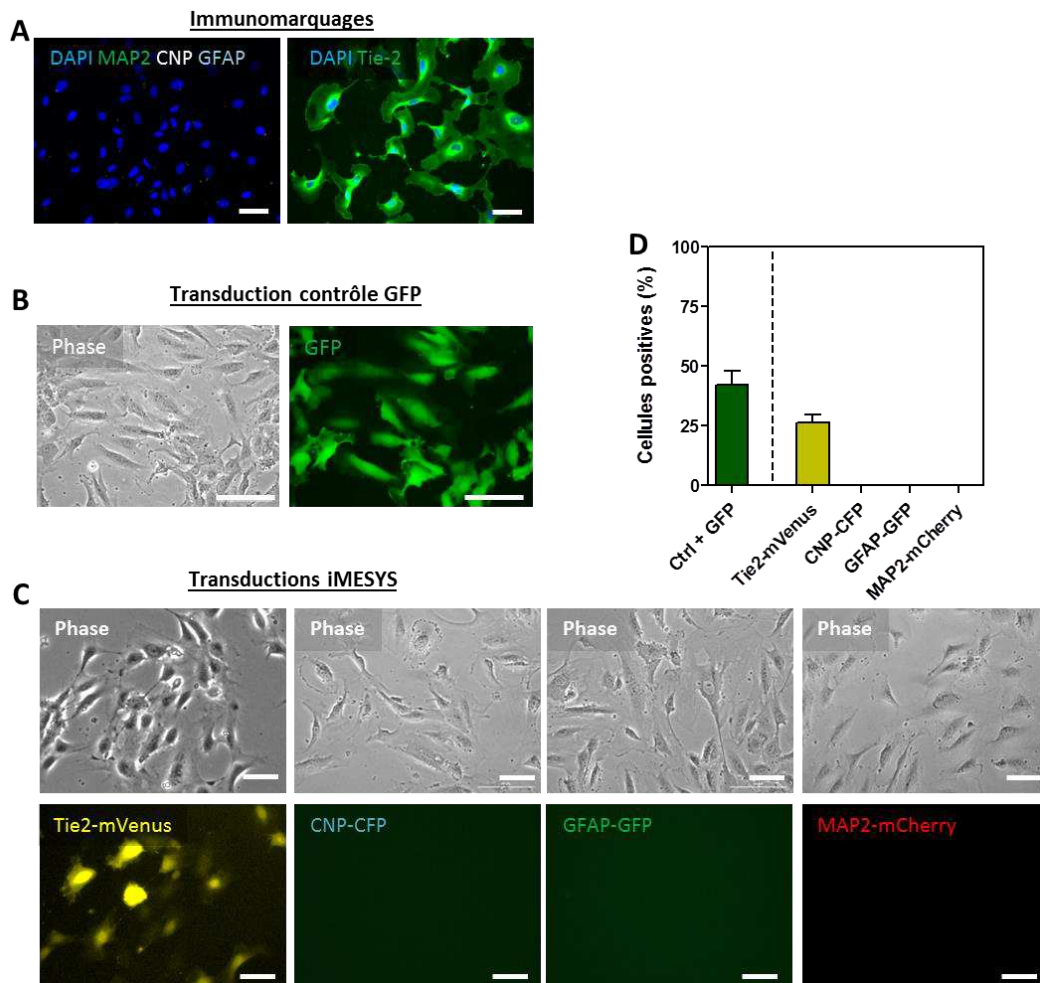 A
Immunomarquages
DAPI MAP2 CNP GFAP
DAPI Tie-2
B
Transduction contrôle GFP
Phase
GFP
D
Cellules positives (%)
100
75
50
25
0
Ctrl + GFP
Tie2-mVenus
CNP-CFP
GFAP-GFP
MAP2-mCherry
C
Transductions iMESYS
Phase
Phase
Phase
Phase
Tie2-mVenus
CNP-CFP
GFAP-GFP
MAP2-mCherry